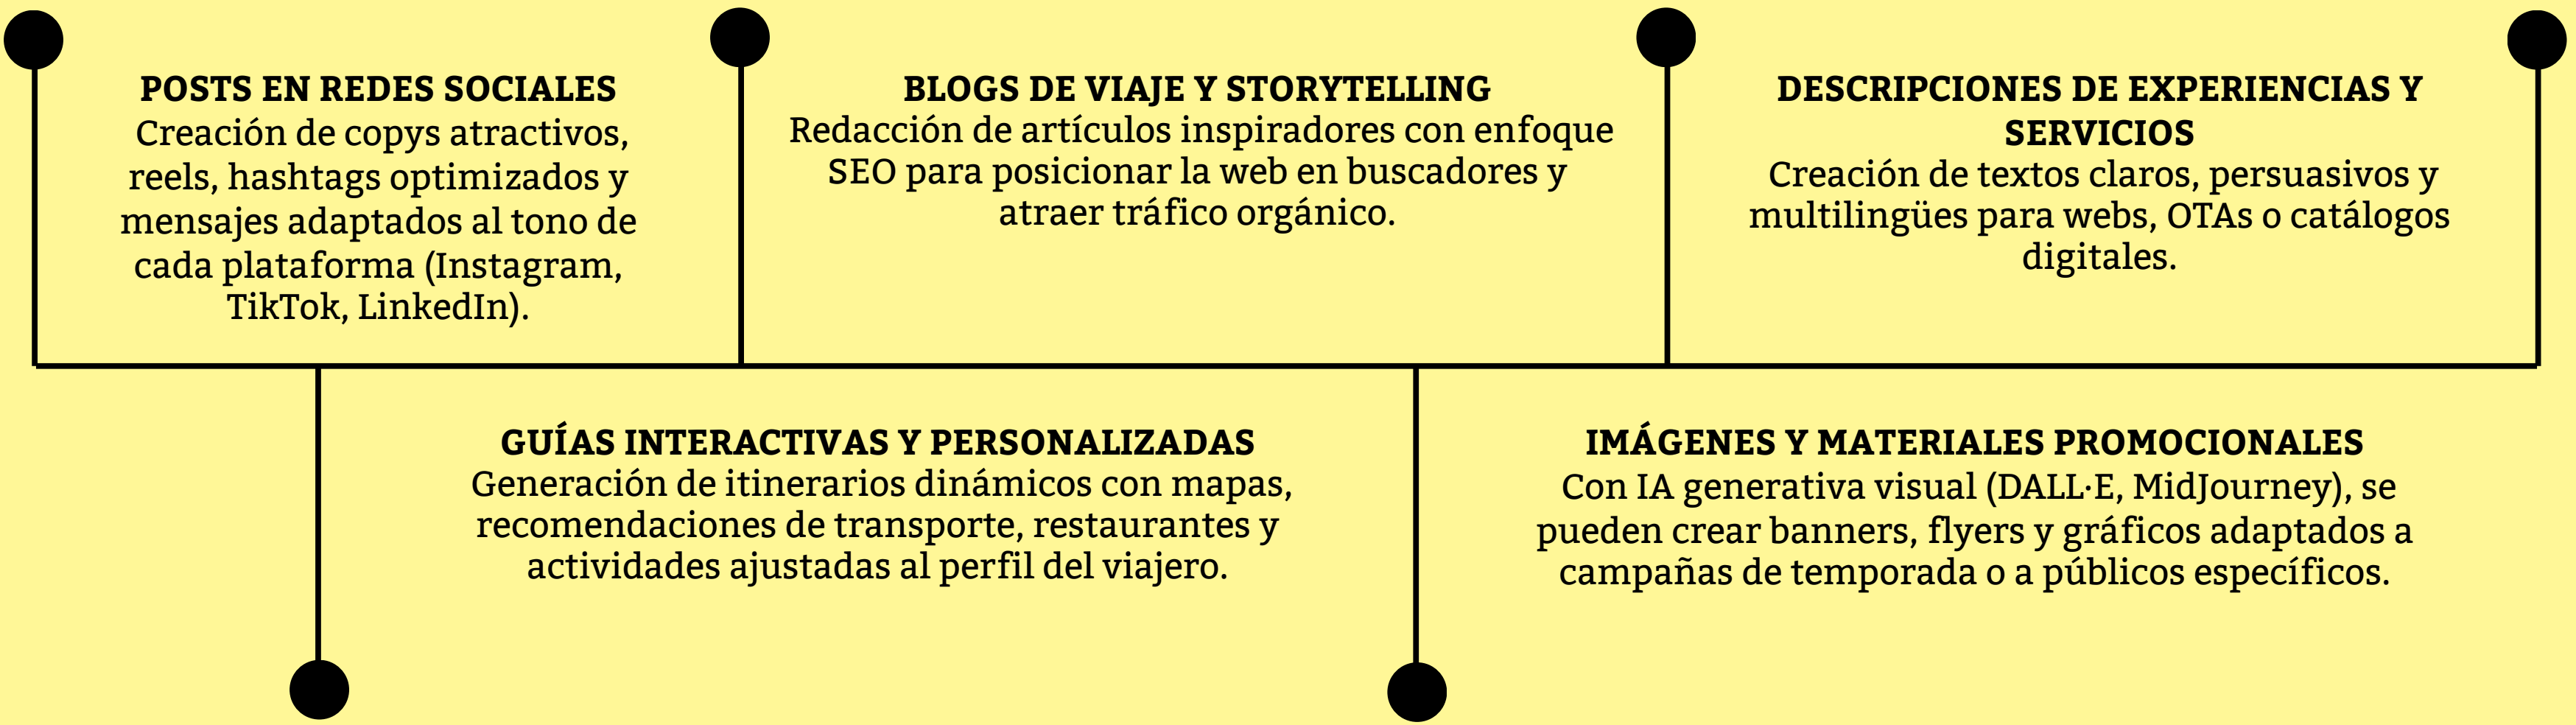 POSTS EN REDES SOCIALES
Creación de copys atractivos,
reels, hashtags optimizados y
mensajes adaptados al tono de
cada plataforma (Instagram,
TikTok, LinkedIn).
BLOGS DE VIAJE Y STORYTELLING
Redacción de artículos inspiradores con enfoque
SEO para posicionar la web en buscadores y
atraer tráfico orgánico.
DESCRIPCIONES DE EXPERIENCIAS Y
SERVICIOS
Creación de textos claros, persuasivos y
multilingües para webs, OTAs o catálogos
digitales.
GUÍAS INTERACTIVAS Y PERSONALIZADAS
Generación de itinerarios dinámicos con mapas,
recomendaciones de transporte, restaurantes y
actividades ajustadas al perfil del viajero.
IMÁGENES Y MATERIALES PROMOCIONALES
Con IA generativa visual (DALL·E, MidJourney), se
pueden crear banners, flyers y gráficos adaptados a
campañas de temporada o a públicos específicos.